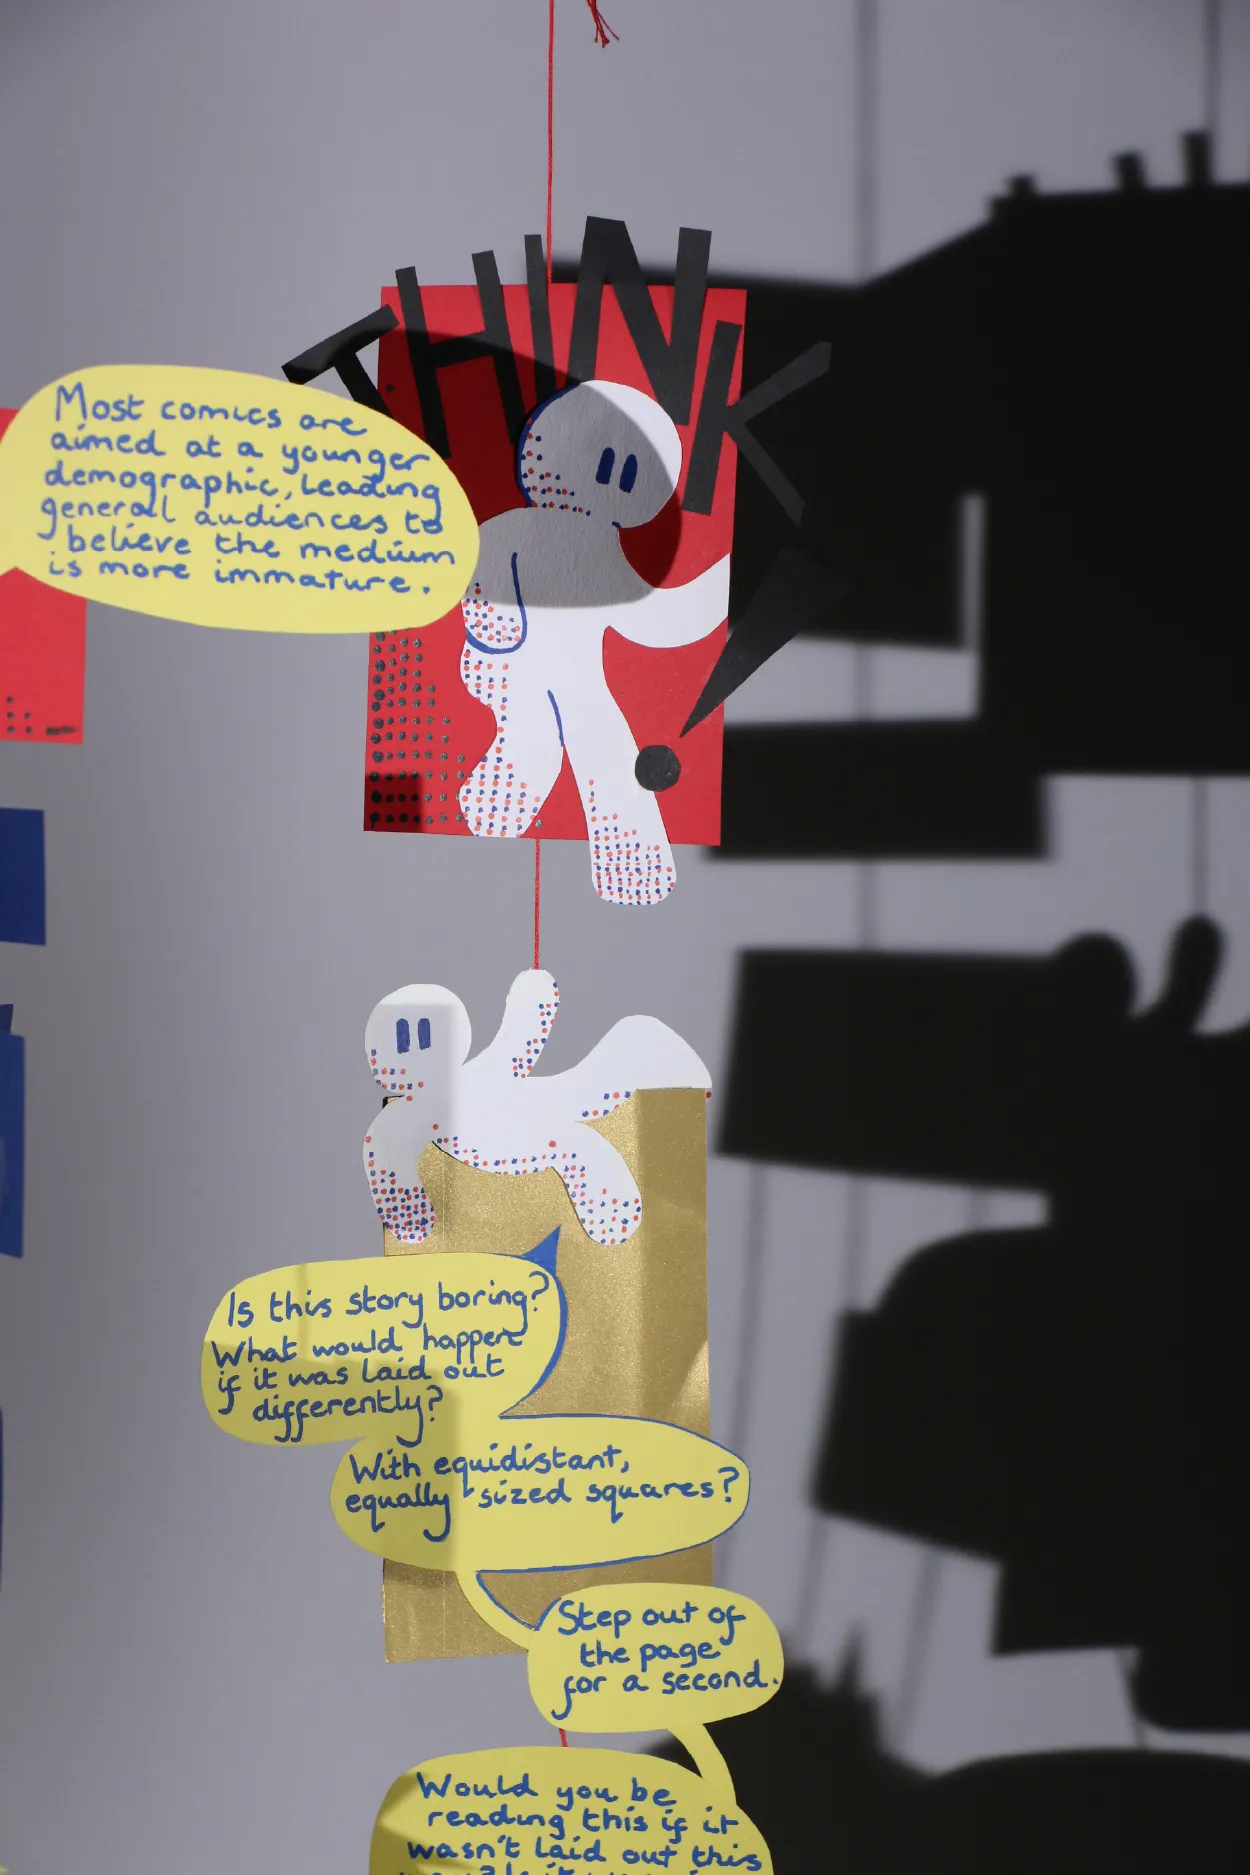 THINK!
Most comics are
aimed at a younger
demographic, leading
general audiences to
believe the medium
is more immature.
Is this story boring?
What would happen
if it was laid out
differently?
With equidistant,
equally sized squares?
Step out of
the page
for a second.
Would you be
reading this if it
wasn't laid out this